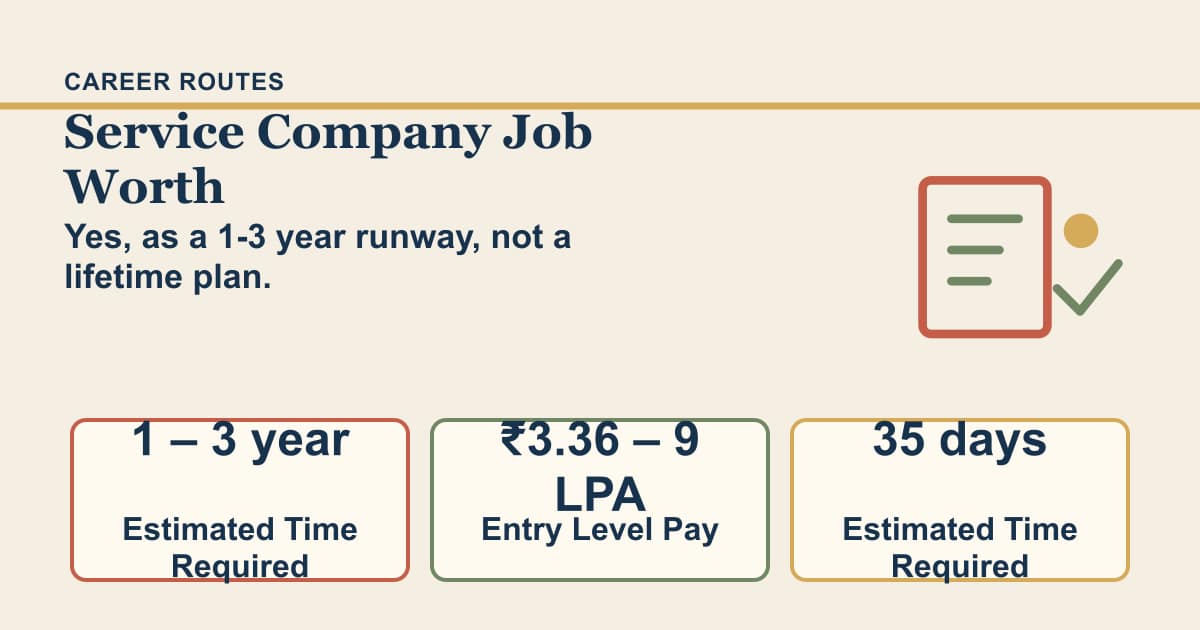 CAREER ROUTES
Service Company Job
Worth
Yes, as a 1-3 year runway, not a
lifetime plan.
1 – 3 year
Estimated Time
Required
₹3.36 – 9
LPA
Entry Level Pay
35 days
Estimated Time
Required